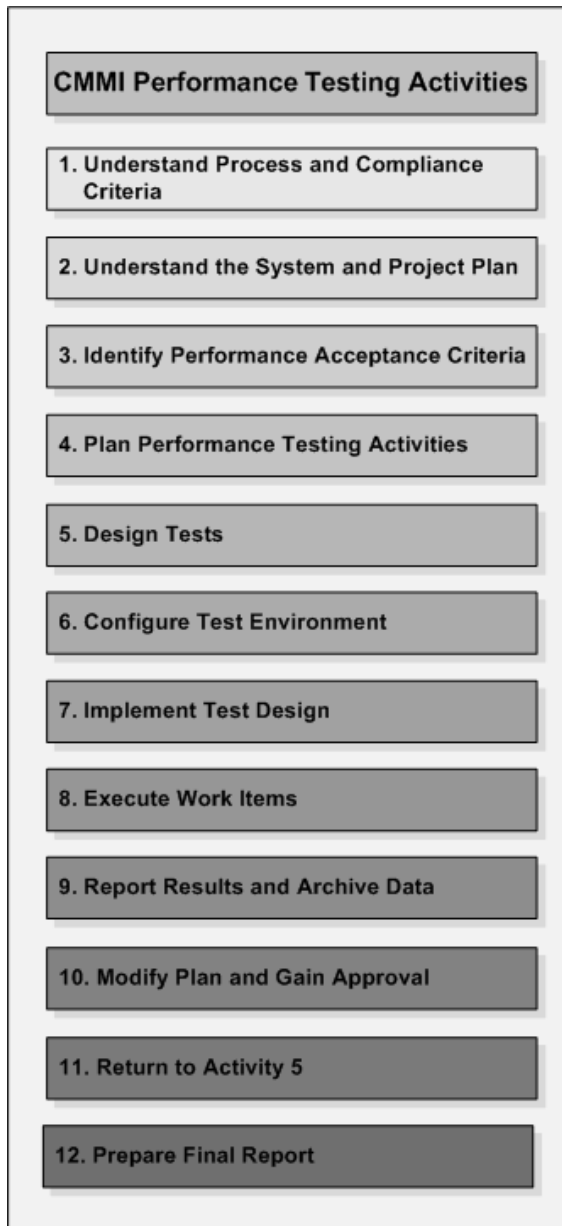 CMMI Performance Testing Activities
1. Understand Process and Compliance
Criteria
2. Understand the System and Project Plan
3. Identify Performance Acceptance Criteria
4. Plan Performance Testing Activities
5. Design Tests
6. Configure Test Environment
7. Implement Test Design
8. Execute Work Items
9. Report Results and Archive Data
10. Modify Plan and Gain Approval
11. Return to Activity 5
12. Prepare Final Report